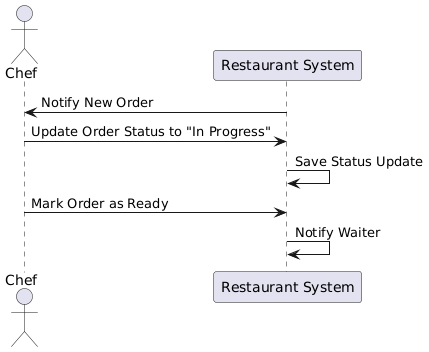 Chef
Restaurant System
Notify New Order
Update Order Status to "In Progress"
Save Status Update
Mark Order as Ready
Notify Waiter
Chef
Restaurant System